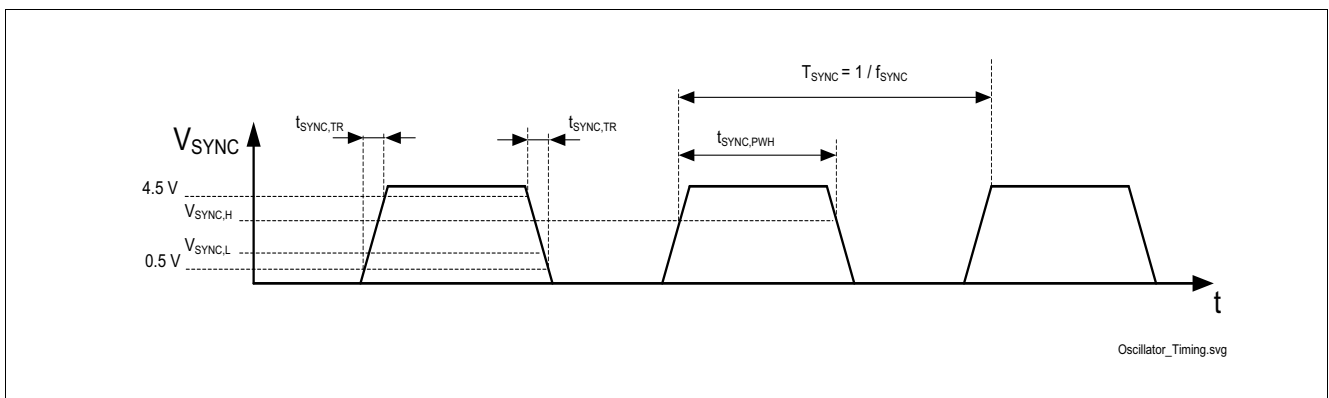 T_SYNC = 1 / f_SYNC
t_SYNC,TR
t_SYNC,TR
t_SYNC,PWH
V_SYNC
4.5 V
V_SYNC,H
V_SYNC,L
0.5 V
t
Oscillator_Timing.svg